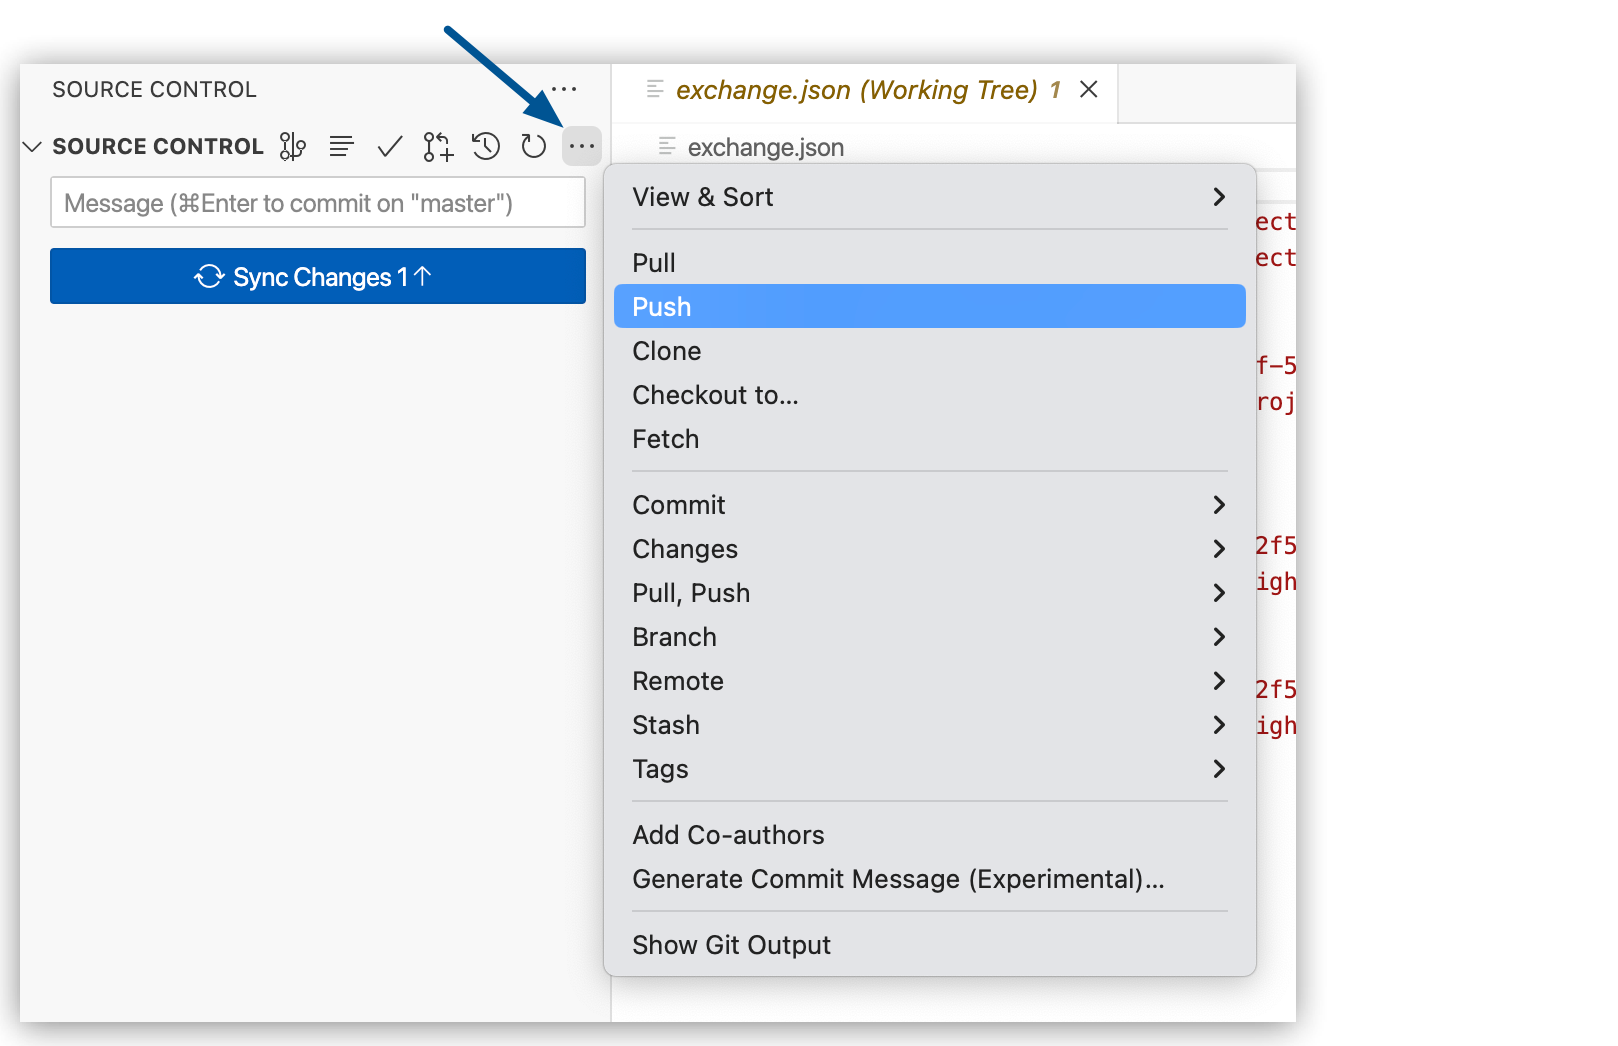 SOURCE CONTROL
exchange.json (Working Tree) 1
SOURCE CONTROL
exchange.json
Message (⌘Enter to commit on "master")
Sync Changes 1↑
View & Sort
Pull
Push
Clone
Checkout to...
Fetch
Commit
Changes
Pull, Push
Branch
Remote
Stash
Tags
Add Co-authors
Generate Commit Message (Experimental)...
Show Git Output
ect
ect
f-5
roj
2f5
igh
2f5
igh